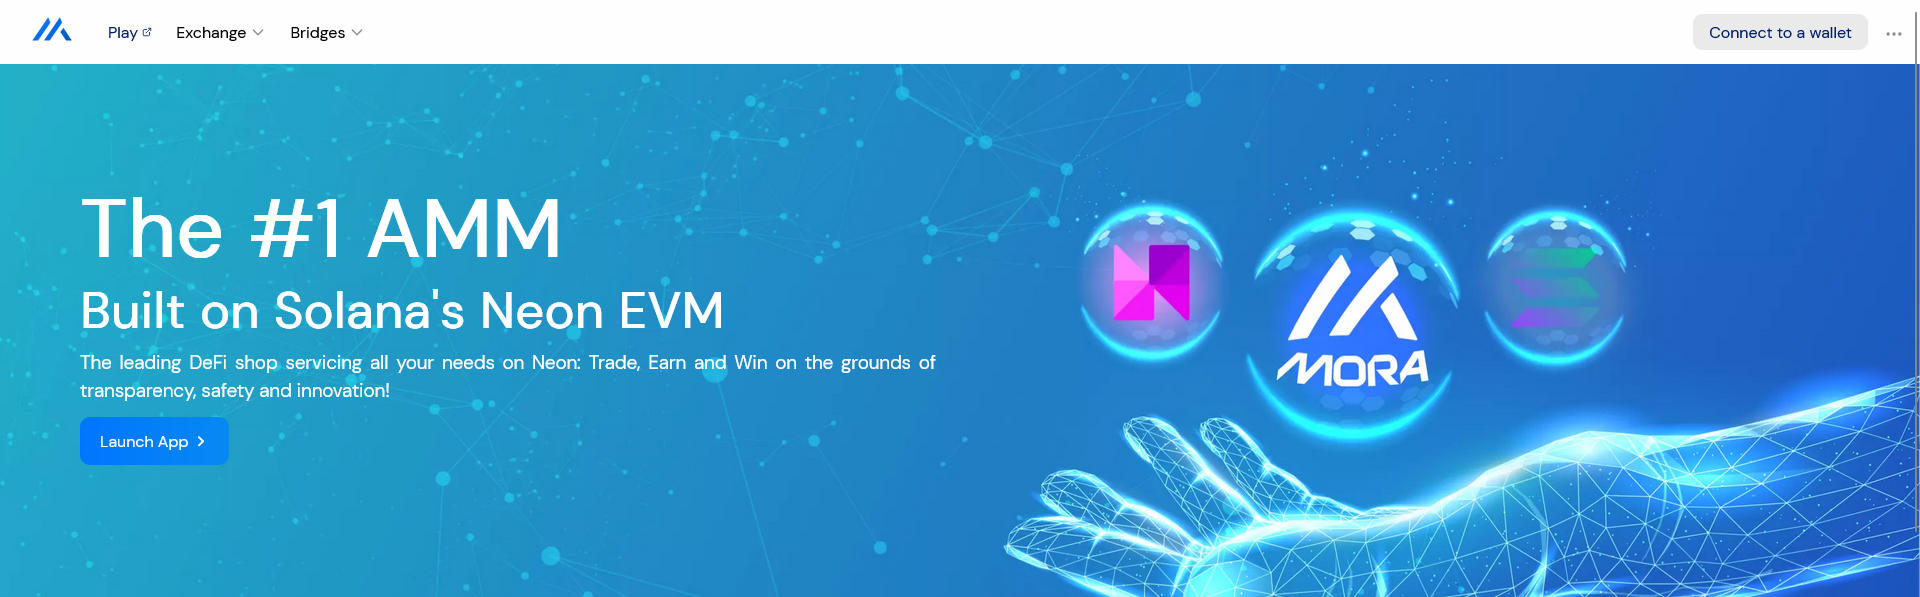 Play
Exchange
Bridges
Connect to a wallet
The #1 AMM
Built on Solana's Neon EVM
The leading DeFi shop servicing all your needs on Neon: Trade, Earn and Win on the grounds of
transparency, safety and innovation!
Launch App
MORA